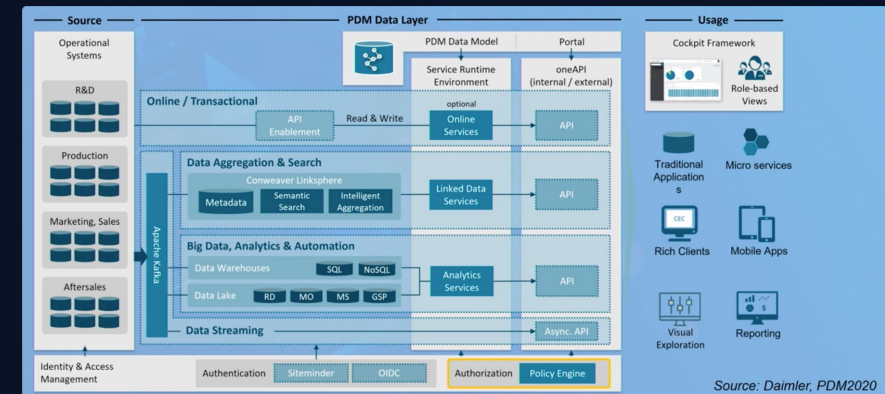 Source
PDM Data Layer
Usage
Operational
Systems
R&D
Production
Marketing, Sales
Aftersales
PDM Data Model
Portal
Service Runtime
Environment
oneAPI
(internal / external)
Online / Transactional
API
Enablement
Read & Write
optional
Online
Services
API
Apache Kafka
Data Aggregation & Search
Conweaver Linksphere
Metadata
Semantic
Search
Intelligent
Aggregation
Linked Data
Services
API
Big Data, Analytics & Automation
Data Warehouses
SQL
NoSQL
Data Lake
RD
MO
MS
GSP
Analytics
Services
API
Data Streaming
Async. API
Identity & Access
Management
Authentication
Siteminder
OIDC
Authorization
Policy Engine
Cockpit Framework
Role-based
Views
Traditional
Application
s
Micro services
CEC
Rich Clients
Mobile Apps
Visual
Exploration
Reporting
Source: Daimler, PDM2020